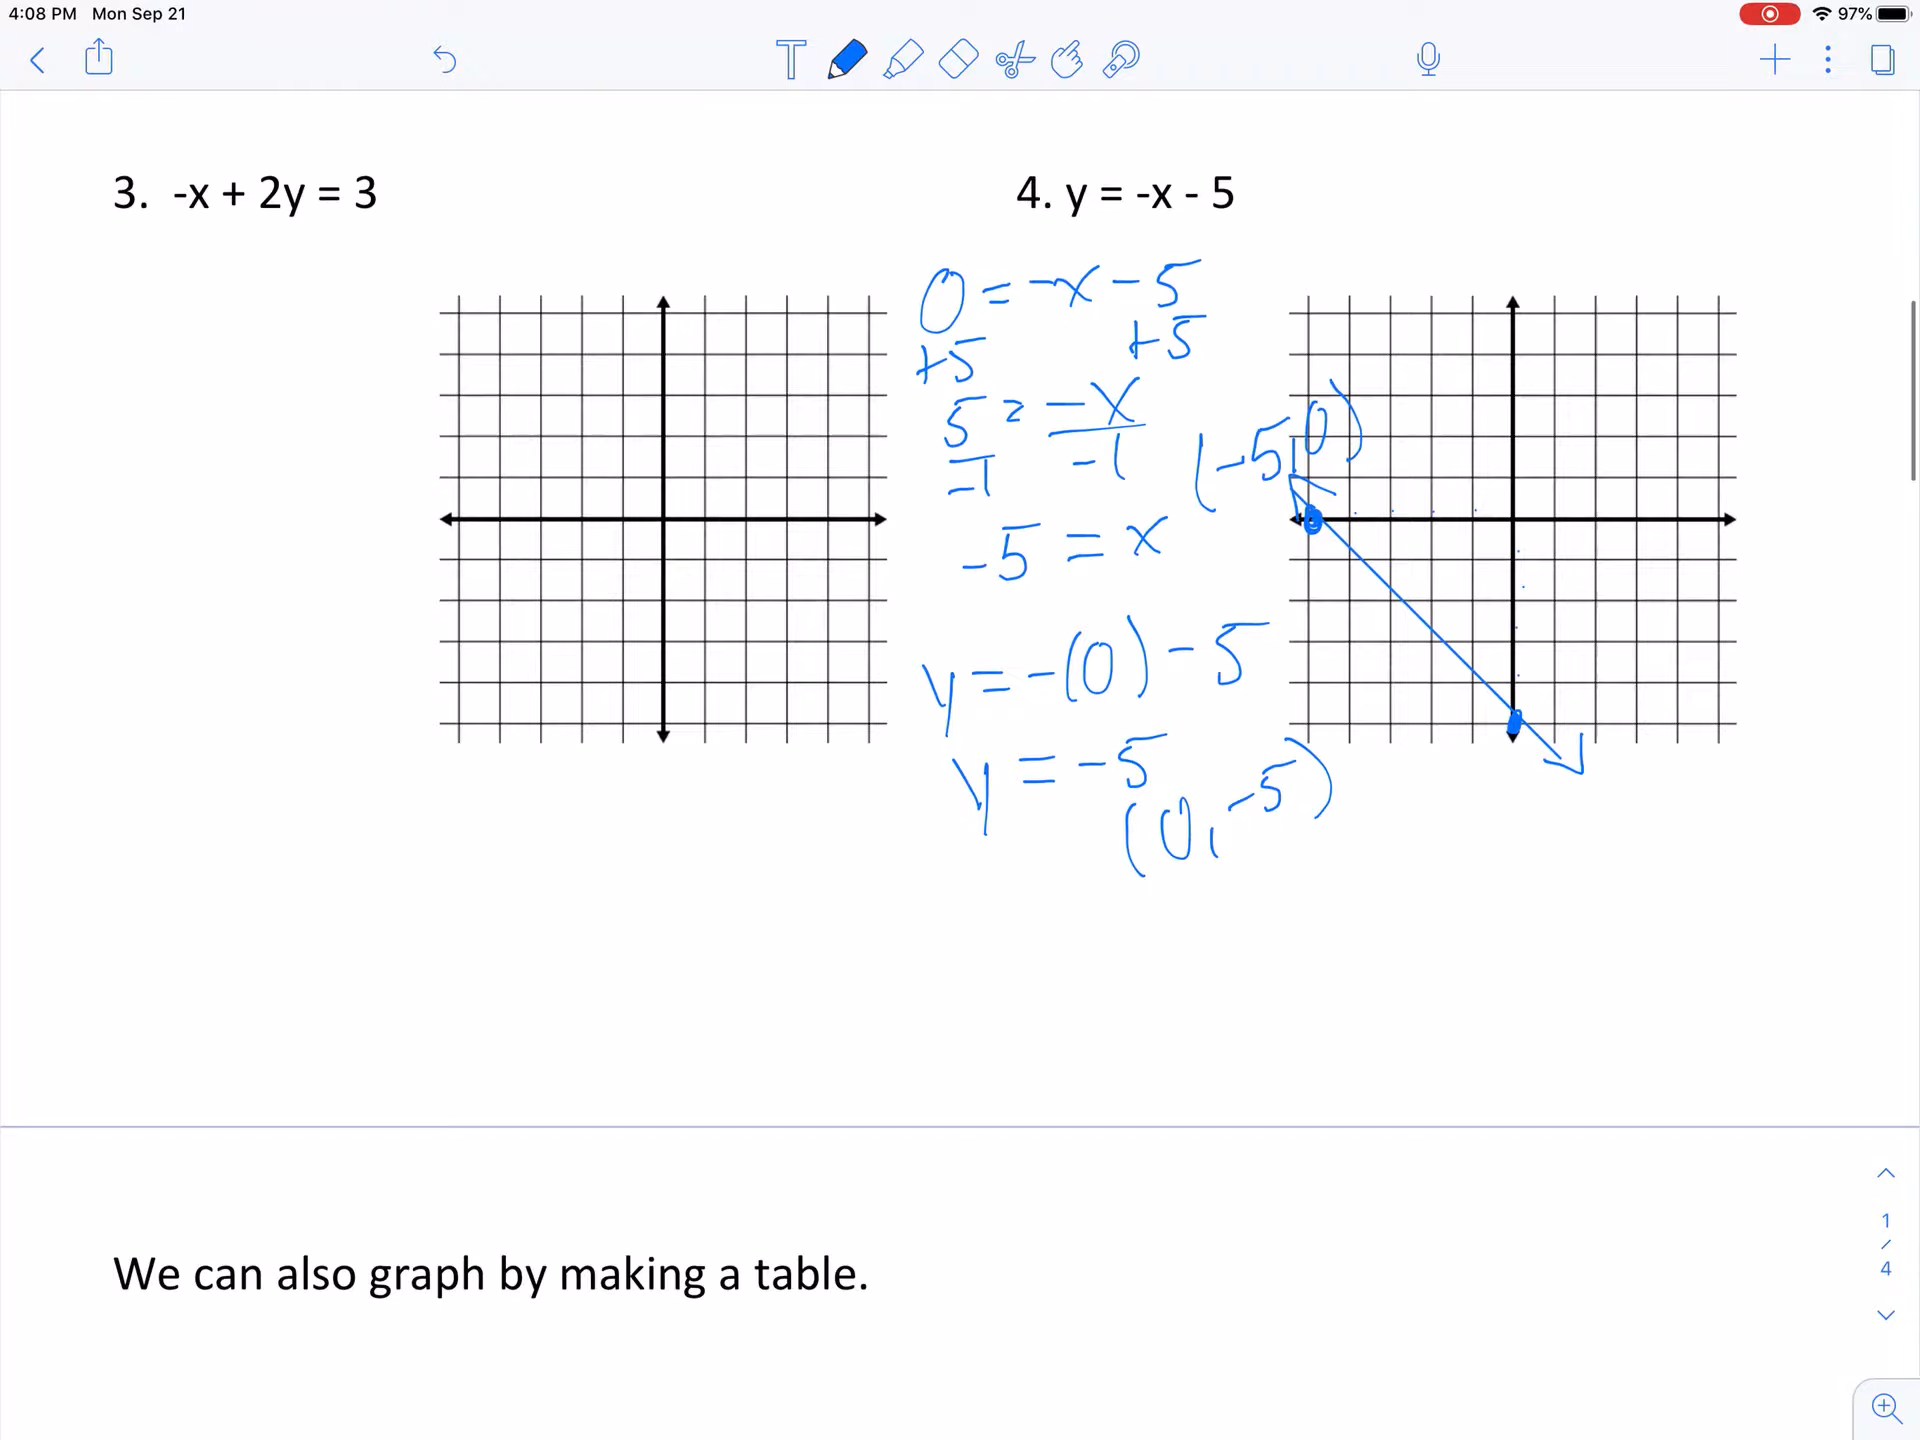 4:08 PM Mon Sep 21
97%
T
3. -x + 2y = 3
4. y = -x - 5
0 = -x - 5
+5 +5
5 = -x
-1 -1
(-5,0)
-5 = x
y = -(0) - 5
y = -5
(0, -5)
We can also graph by making a table.
1
/
4